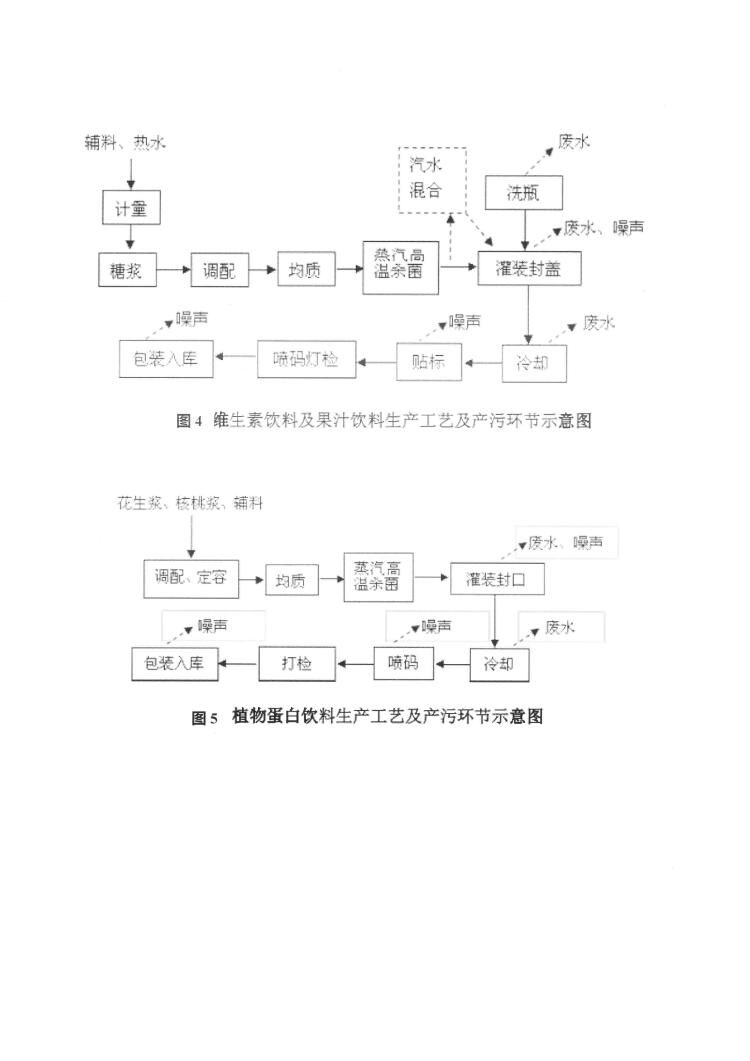 辅料、热水
废水
汽水
混合
洗瓶
计量
废水、噪声
糖浆
调配
均质
蒸汽高
温杀菌
灌装封盖
噪声
噪声
废水
包装入库
喷码灯检
贴标
冷却
图 4 维生素饮料及果汁饮料生产工艺及产污环节示意图
花生浆、核桃浆、辅料
废水、噪声
调配、定容
均质
蒸汽高
温杀菌
灌装封口
噪声
噪声
废水
包装入库
打检
喷码
冷却
图 5 植物蛋白饮料生产工艺及产污环节示意图